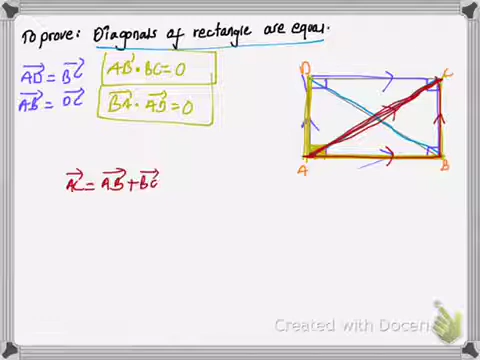 To prove: Diagonals of rectangle are equal.
AD = BC
AB = DC
AB · BC = 0
BA · AD = 0
D
C
A
B
AC = AB + BC
Created with Doceri